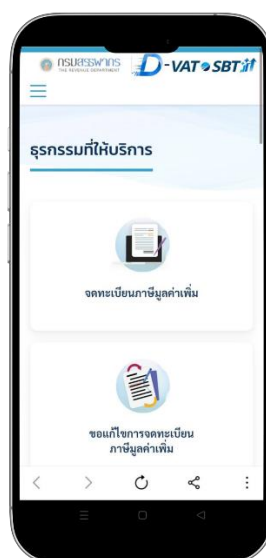 กรมสรรพากร
THE REVENUE DEPARTMENT
D-VAT SBT
ธุรกรรมที่ให้บริการ
จดทะเบียนภาษีมูลค่าเพิ่ม
ขอแก้ไขการจดทะเบียน
ภาษีมูลค่าเพิ่ม